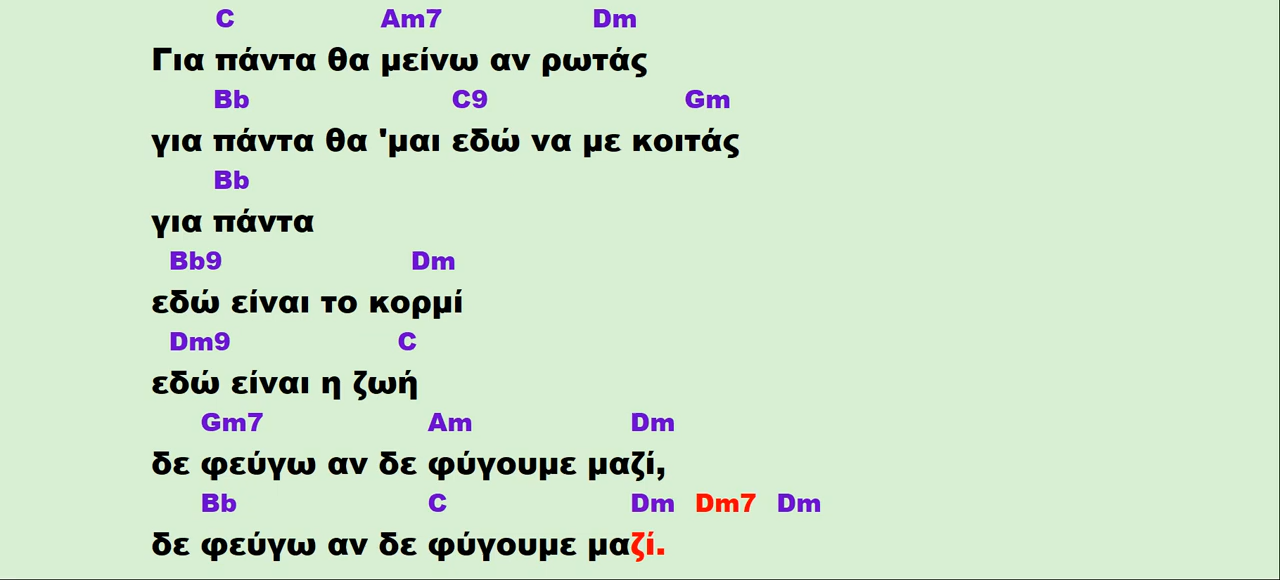 C Am7 Dm
Για πάντα θα μείνω αν ρωτάς
Bb C9 Gm
για πάντα θα 'μαι εδώ να με κοιτάς
Bb
για πάντα
Bb9 Dm
εδώ είναι το κορμί
Dm9 C
εδώ είναι η ζωή
Gm7 Am Dm
δε φεύγω αν δε φύγουμε μαζί,
Bb C Dm Dm7 Dm
δε φεύγω αν δε φύγουμε μαζί.